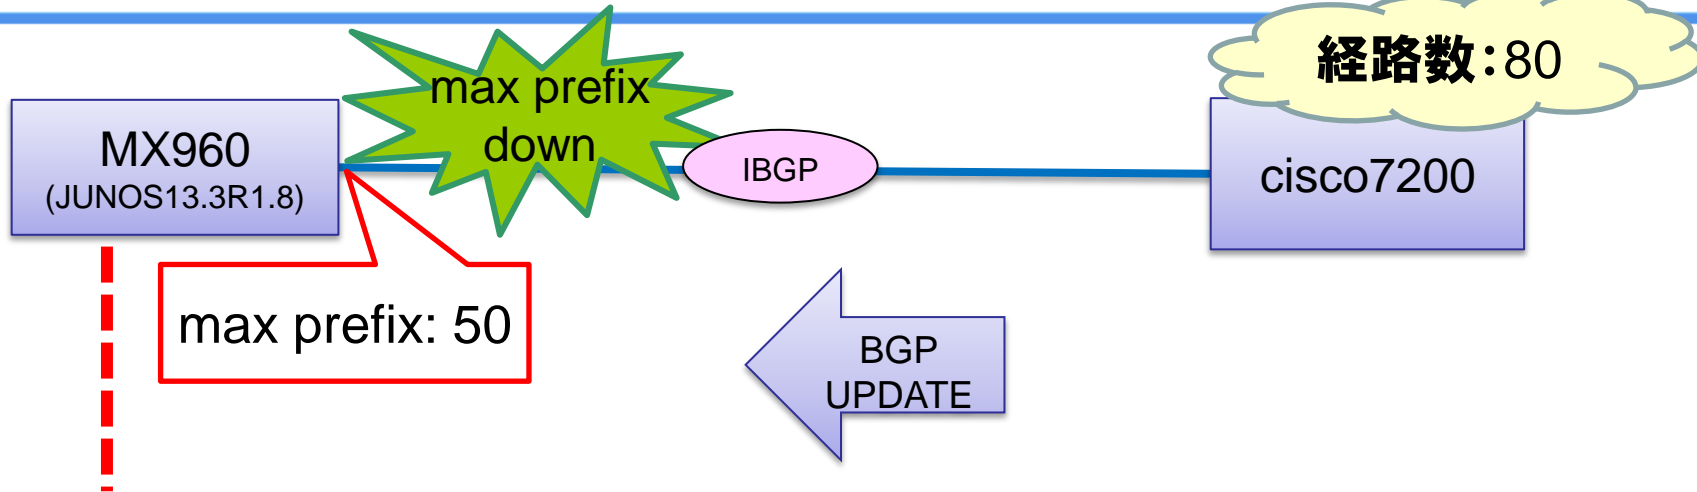 経路数：80
max prefix
down
MX960
(JUNOS13.3R1.8)
IBGP
cisco7200
max prefix: 50
BGP
UPDATE